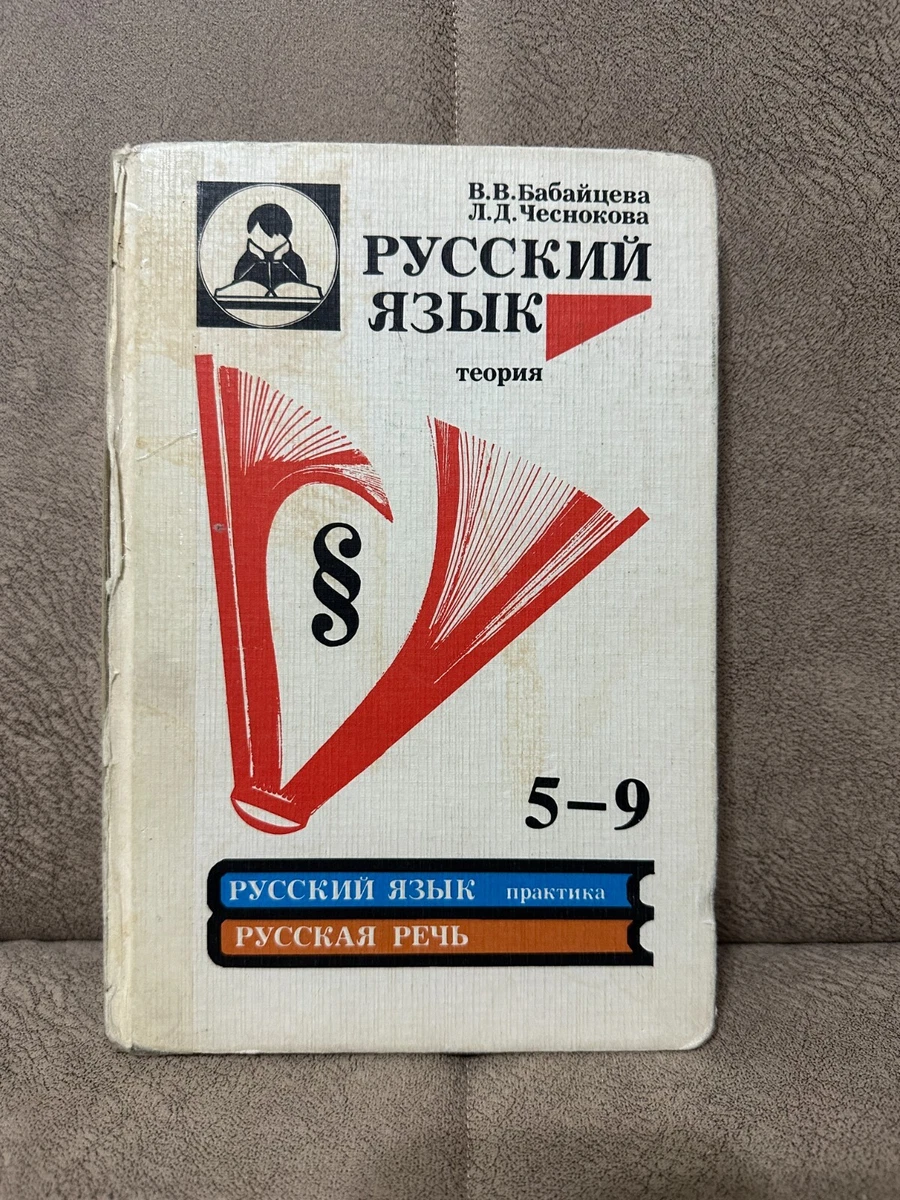 В.В.Бабайцева
Л.Д.Чеснокова
РУССКИЙ
ЯЗЫК
теория
§
5–9
РУССКИЙ ЯЗЫК практика
РУССКАЯ РЕЧЬ